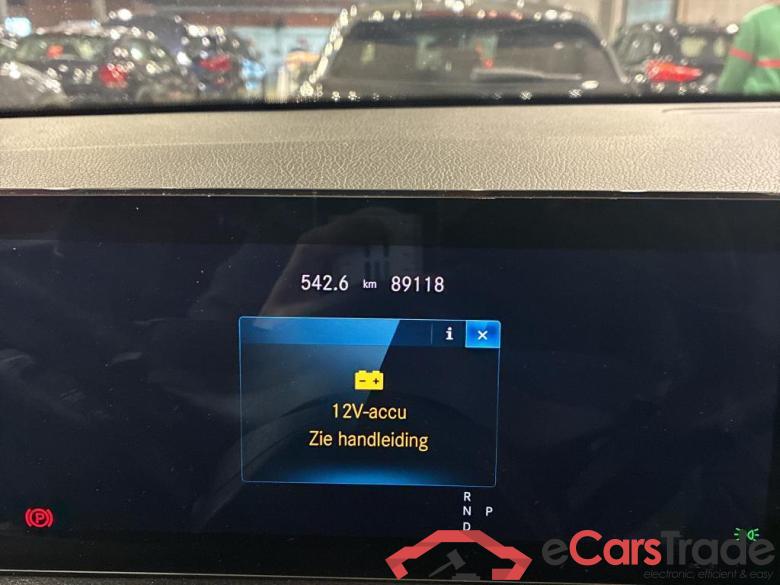 542.6 km 89118
i ×
- +
12V-accu
Zie handleiding
R
N P
D
(P)
eCarsTrade
electronic, efficient & easy